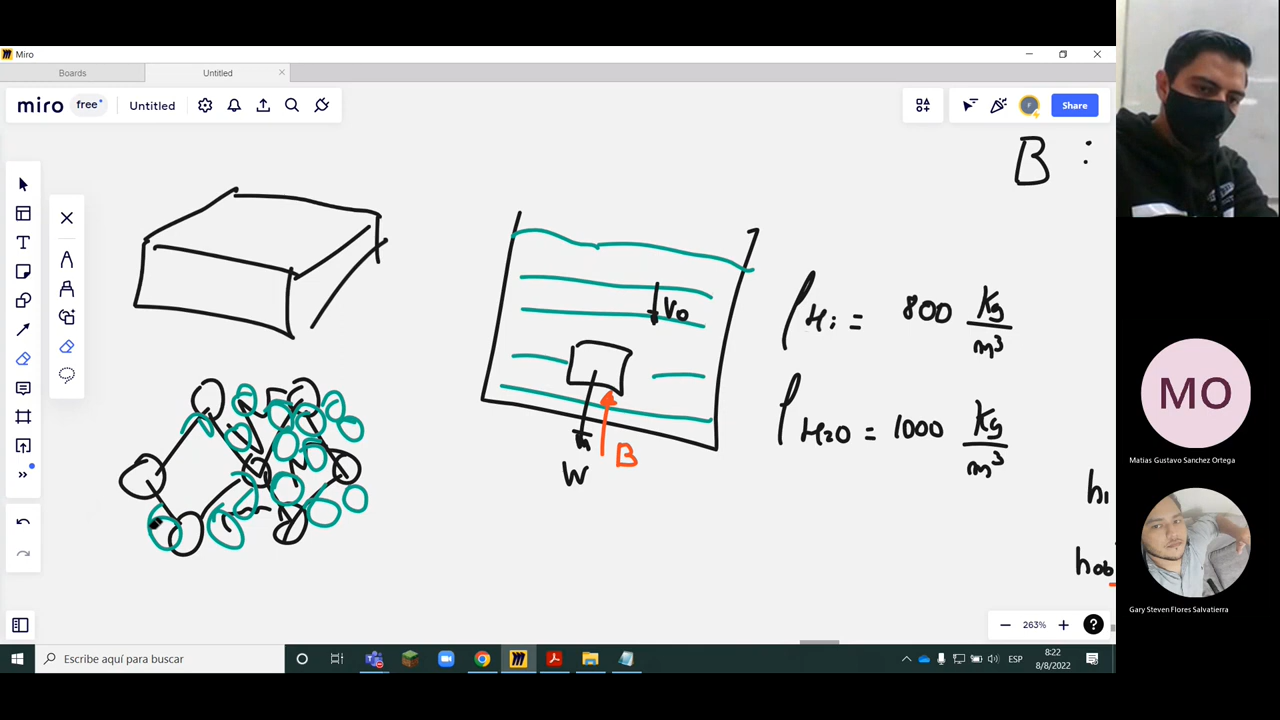 Miro
Boards
Untitled
miro
free
Untitled
Share
B :
Vo
ρHi = 800 Kg/m³
ρH2O = 1000 Kg/m³
W
B
h1
hob
MO
Matias Gustavo Sanchez Ortega
Gary Steven Flores Salvatierra
263%
Escribe aquí para buscar
ESP
8:22
8/8/2022